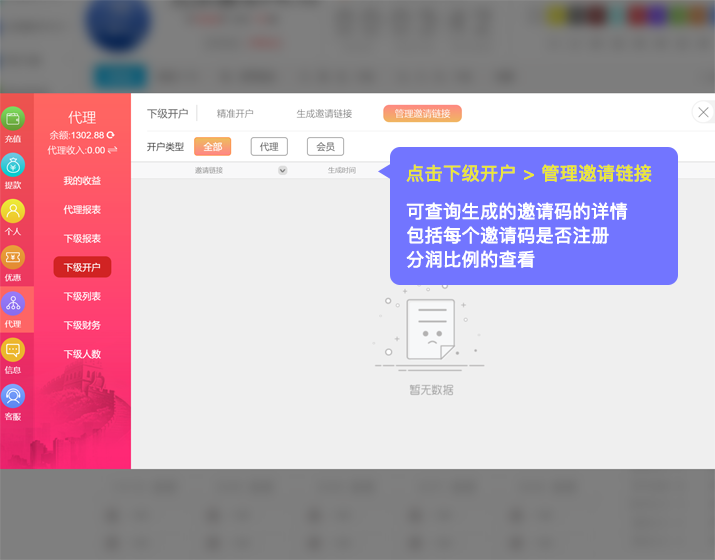 充值
提款
个人
优惠
代理
信息
客服
代理
余额:1302.88
代理收入:0.00
我的收益
代理报表
下级报表
下级开户
下级列表
下级财务
下级人数
下级开户
精准开户
生成邀请链接
管理邀请链接
开户类型
全部
代理
会员
邀请链接
生成时间
点击下级开户 > 管理邀请链接
可查询生成的邀请码的详情
包括每个邀请码是否注册
分润比例的查看
暂无数据